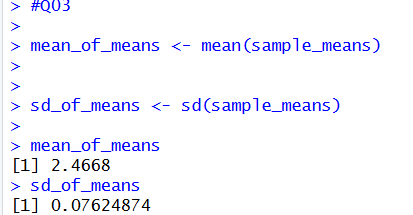 > #Q03
>
> mean_of_means <- mean(sample_means)
>
>
> sd_of_means <- sd(sample_means)
>
> mean_of_means
[1] 2.4668
> sd_of_means
[1] 0.07624874